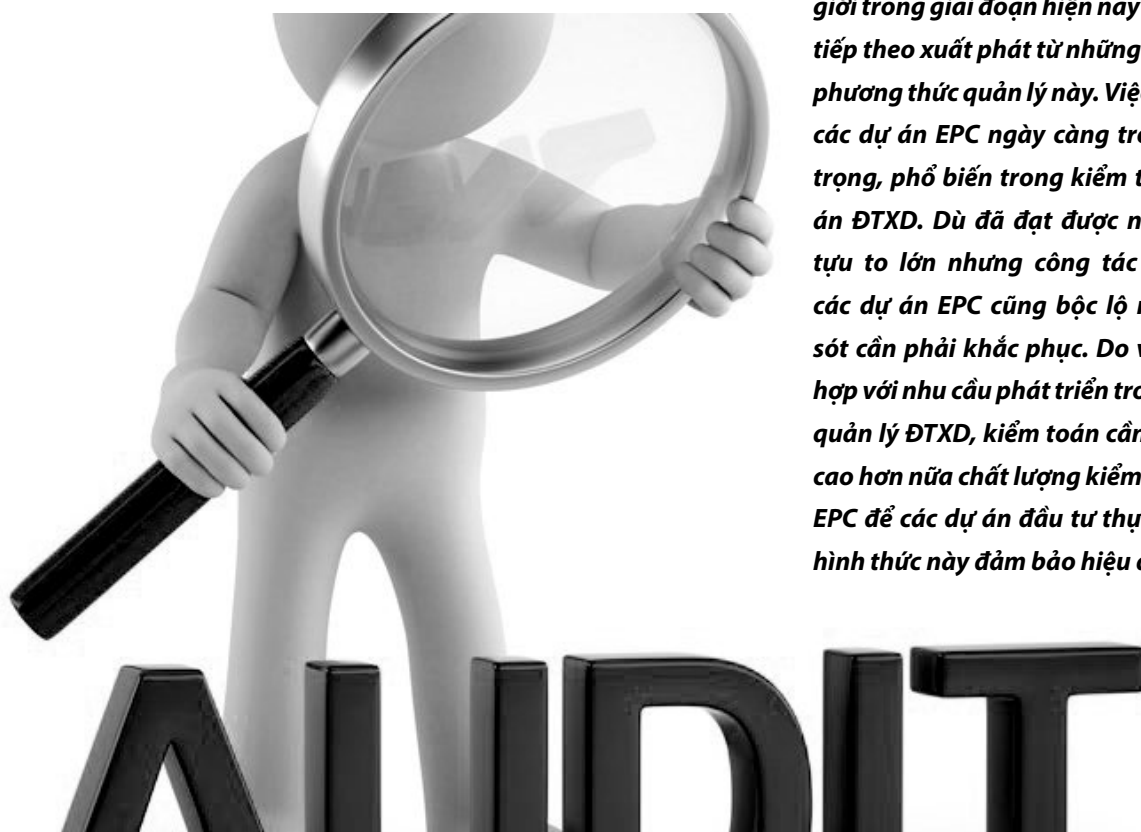 giới trong giai đoạn hiện nay
tiếp theo xuất phát từ những
phương thức quản lý này. Việ
các dự án EPC ngày càng tr
trọng, phổ biến trong kiểm t
án ĐTXD. Dù đã đạt được n
tựu to lớn nhưng công tác
các dự án EPC cũng bộc lộ
sót cần phải khắc phục. Do v
hợp với nhu cầu phát triển tro
quản lý ĐTXD, kiểm toán cần
cao hơn nữa chất lượng kiểm
EPC để các dự án đầu tư thụ
hình thức này đảm bảo hiệu
AUDIT